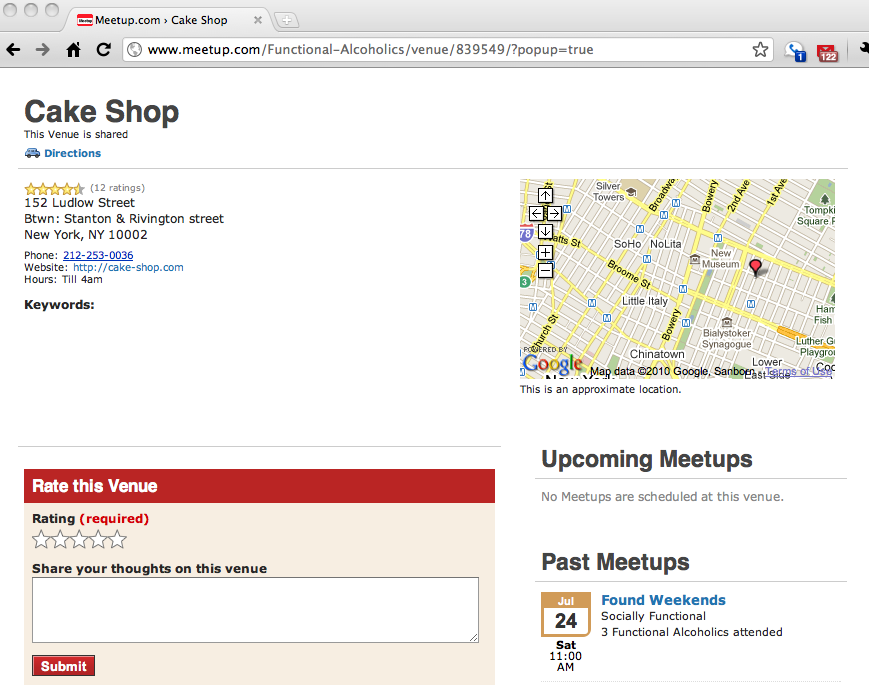 Meetup.com › Cake Shop
www.meetup.com/Functional-Alcoholics/venue/839549/?popup=true
1
122
Cake Shop
This Venue is shared
Directions
(12 ratings)
152 Ludlow Street
Btwn: Stanton & Rivington street
New York, NY 10002
Phone: 212-253-0036
Website: http://cake-shop.com
Hours: Till 4am
Keywords:
Silver
Towers
Broadway
Bowery
2nd Ave
1st Ave
Square P
78
Watts St
SoHo
NoLita
New
Museum
Broome St
3
Little Italy
Church St
Bowery
Bialystoker
Synagogue
Ham
Fish
Luther G
Playgro
Chinatown
Lower
East Side
POWERED BY
Google
Map data ©2010 Google, Sanborn - Terms of Use
This is an approximate location.
Rate this Venue
Rating (required)
Share your thoughts on this venue
Submit
Upcoming Meetups
No Meetups are scheduled at this venue.
Past Meetups
Jul
24
Sat
11:00
AM
Found Weekends
Socially Functional
3 Functional Alcoholics attended